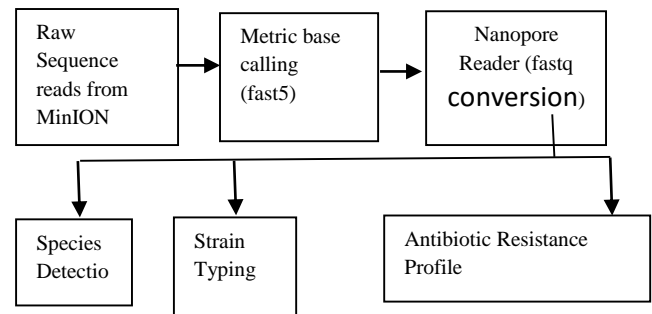 Raw
Sequence
reads from
MinION
Metric base
calling
(fast5)
Nanopore
Reader (fastq
conversion)
Species
Detectio
Strain
Typing
Antibiotic Resistance
Profile